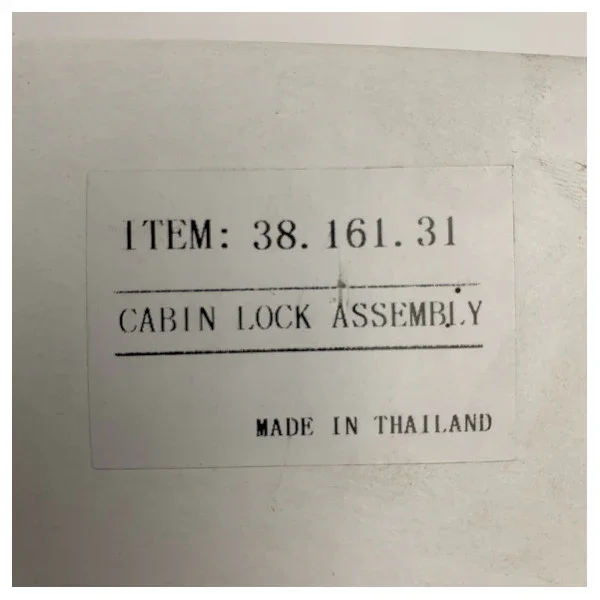 ITEM: 38.161.31
CABIN LOCK ASSEMBLY
MADE IN THAILAND